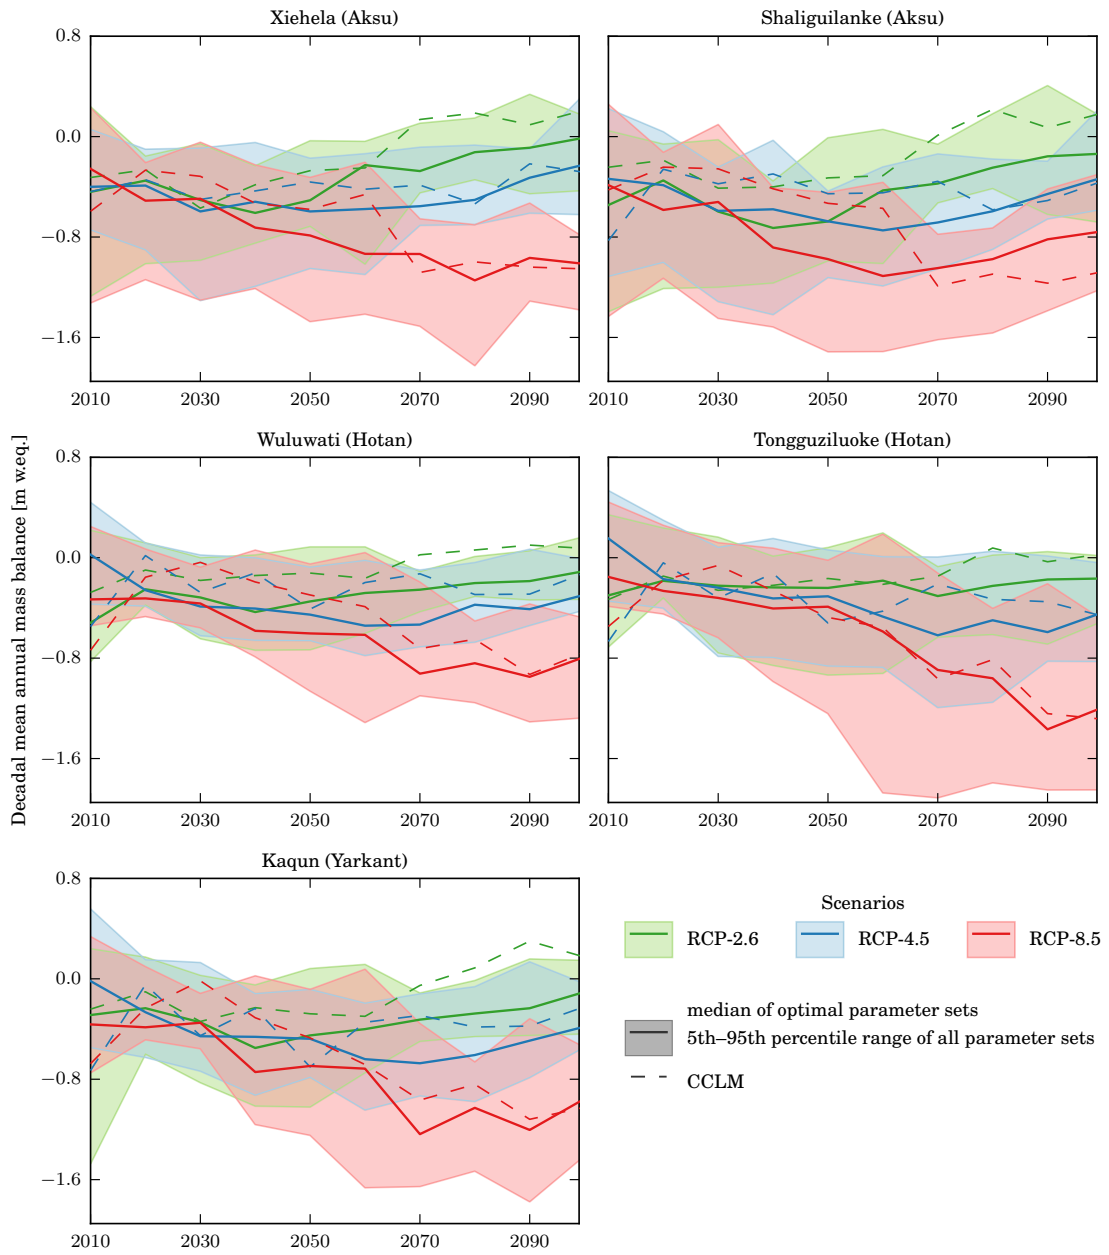 Xiehela (Aksu)
Shaliguilanke (Aksu)
0.8
0.0
−0.8
−1.6
2010 2030 2050 2070 2090
2010 2030 2050 2070 2090
Decadal mean annual mass balance [m w.eq.]
Wuluwati (Hotan)
Tongguziluoke (Hotan)
0.8
0.0
−0.8
−1.6
2010 2030 2050 2070 2090
2010 2030 2050 2070 2090
Kaqun (Yarkant)
0.8
0.0
−0.8
−1.6
2010 2030 2050 2070 2090
Scenarios
RCP-2.6 RCP-4.5 RCP-8.5
median of optimal parameter sets
5th–95th percentile range of all parameter sets
CCLM